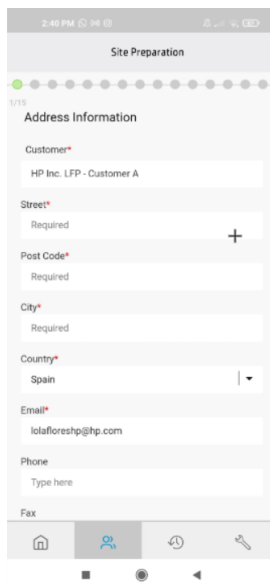 2:40 PM
Site Preparation
1/15
Address Information
Customer*
HP Inc. LFP - Customer A
Street*
Required
Post Code*
Required
City*
Required
Country*
Spain
Email*
lolafloreshp@hp.com
Phone
Type here
Fax